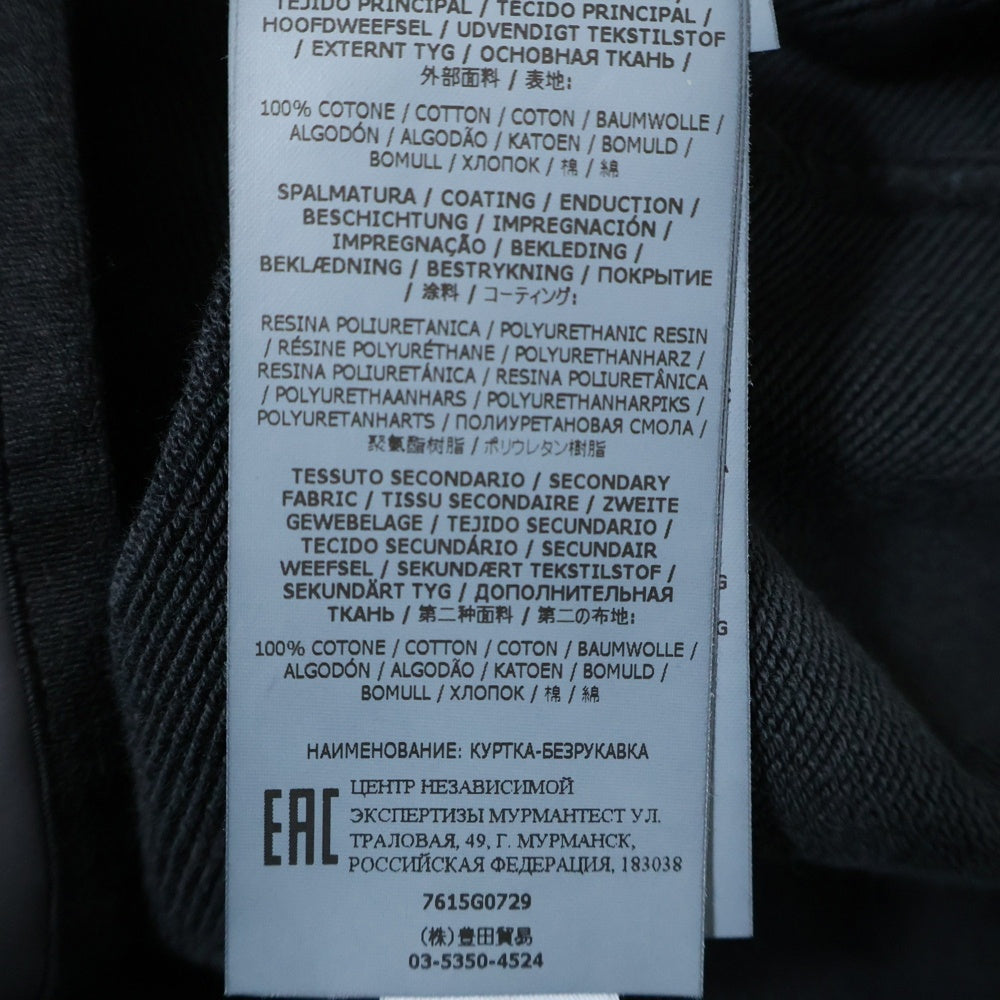 TEJIDO PRINCIPAL / TECIDO PRINCIPAL /
HOOFDWEEFSEL / UDVENDIGT TEKSTILSTOF
/ EXTERNT TYG / ОСНОВНАЯ ТКАНЬ /
外部面料 / 表地:
100% COTONE / COTTON / COTON / BAUMWOLLE /
ALGODÓN / ALGODÃO / KATOEN / BOMULD /
BOMULL / ХЛОПОК / 棉 / 綿
SPALMATURA / COATING / ENDUCTION /
BESCHICHTUNG / IMPREGNACIÓN /
IMPREGNAÇÃO / BEKLEDING /
BEKLÆDNING / BESTRYKNING / ПОКРЫТИЕ
/ 涂料 / コーティング:
RESINA POLIURETANICA / POLYURETHANIC RESIN
/ RÉSINE POLYURÉTHANE / POLYURETHANHARZ /
RESINA POLIURETÁNICA / RESINA POLIURETÂNICA
/ POLYURETHAANHARS / POLYURETHANHARPIKS /
POLYURETANHARTS / ПОЛИУРЕТАНОВАЯ СМОЛА /
聚氨酯树脂 / ポリウレタン樹脂
TESSUTO SECONDARIO / SECONDARY
FABRIC / TISSU SECONDAIRE / ZWEITE
GEWEBELAGE / TEJIDO SECUNDARIO /
TECIDO SECUNDÁRIO / SECUNDAIR
WEEFSEL / SEKUNDÆRT TEKSTILSTOF /
SEKUNDÄRT TYG / ДОПОЛНИТЕЛЬНАЯ
ТКАНЬ / 第二种面料 / 第二の布地:
100% COTONE / COTTON / COTON / BAUMWOLLE /
ALGODÓN / ALGODÃO / KATOEN / BOMULD /
BOMULL / ХЛОПОК / 棉 / 綿
НАИМЕНОВАНИЕ: КУРТКА-БЕЗРУКАВКА
EAC
ЦЕНТР НЕЗАВИСИМОЙ
ЭКСПЕРТИЗЫ МУРМАНТЕСТ УЛ.
ТРАЛОВАЯ, 49, Г. МУРМАНСК,
РОССИЙСКАЯ ФЕДЕРАЦИЯ, 183038
7615G0729
(株)豊田貿易
03-5350-4524
G
G